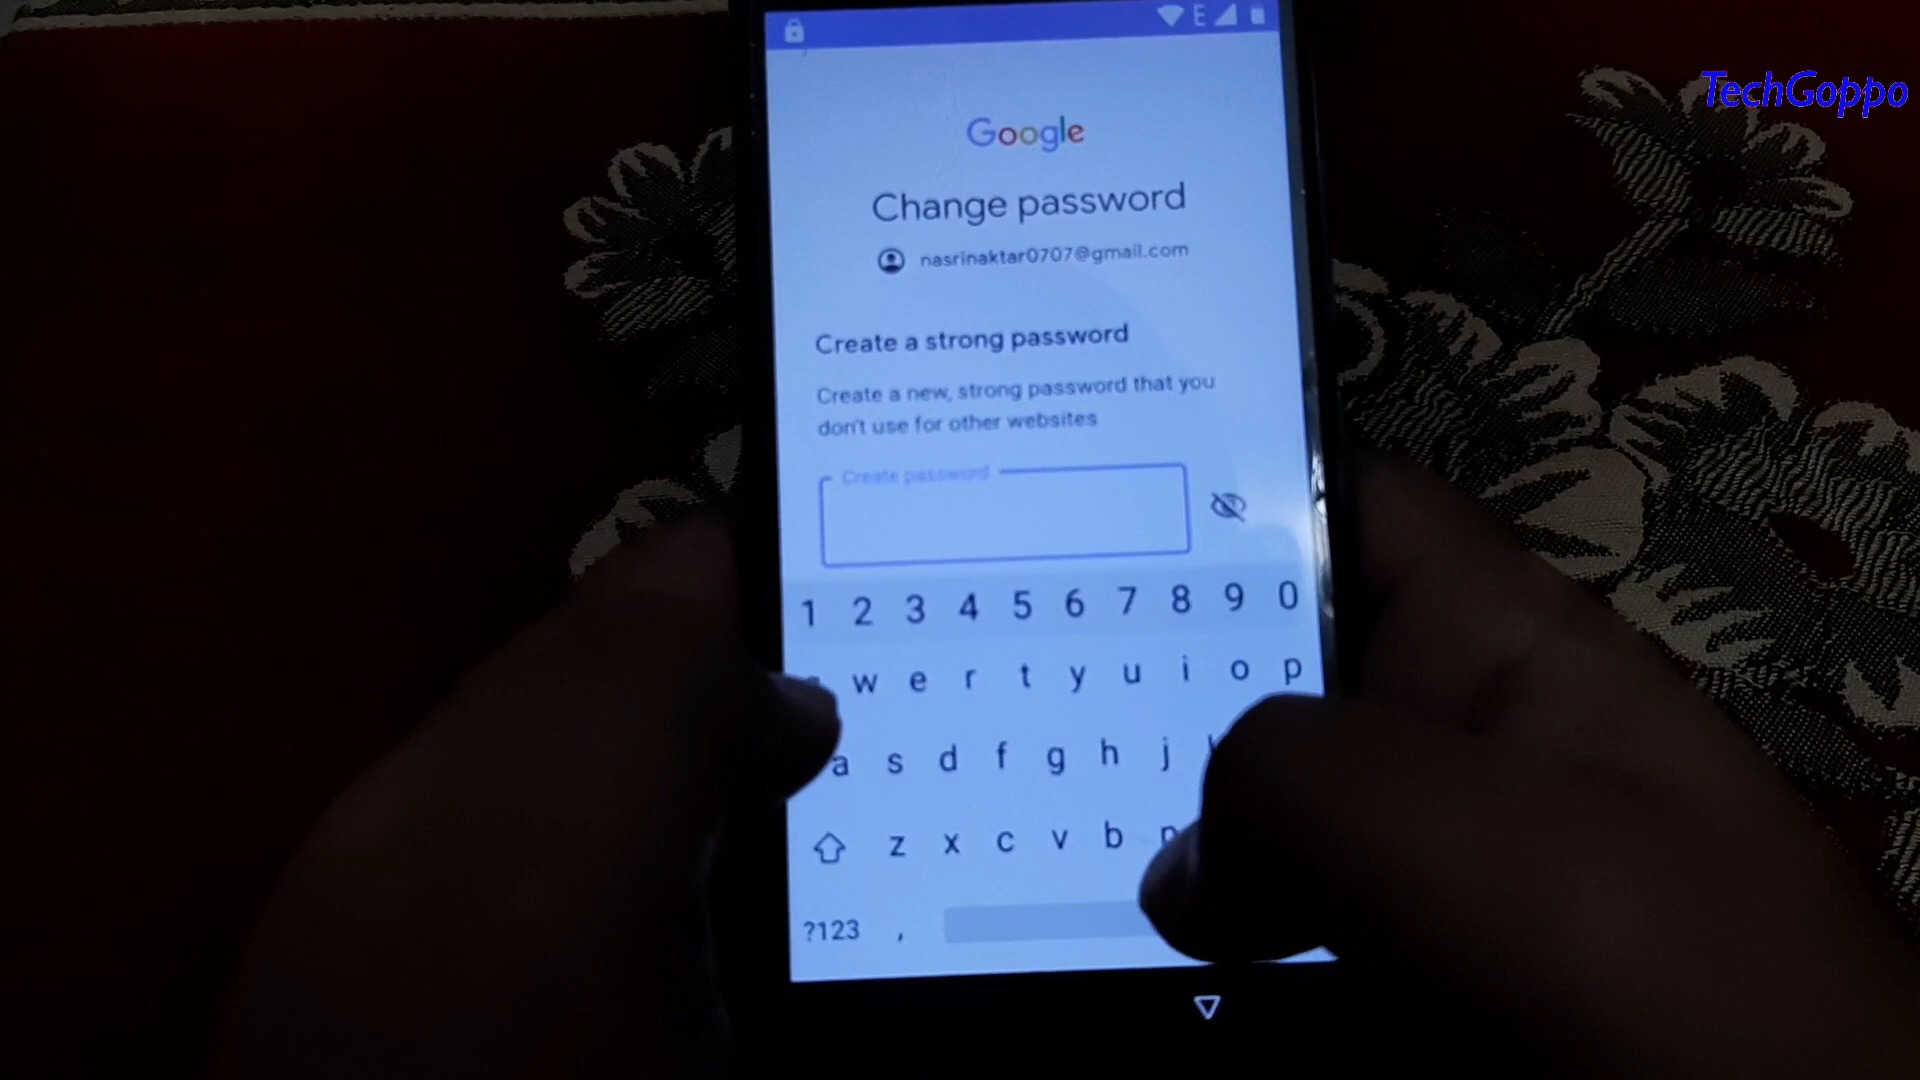 TechGoppo
E
Google
Change password
nasrinaktar0707@gmail.com
Create a strong password
Create a new, strong password that you
don't use for other websites
Create password
1 2 3 4 5 6 7 8 9 0
w e r t y u i o p
a s d f g h j
z x c v b
?123 ,